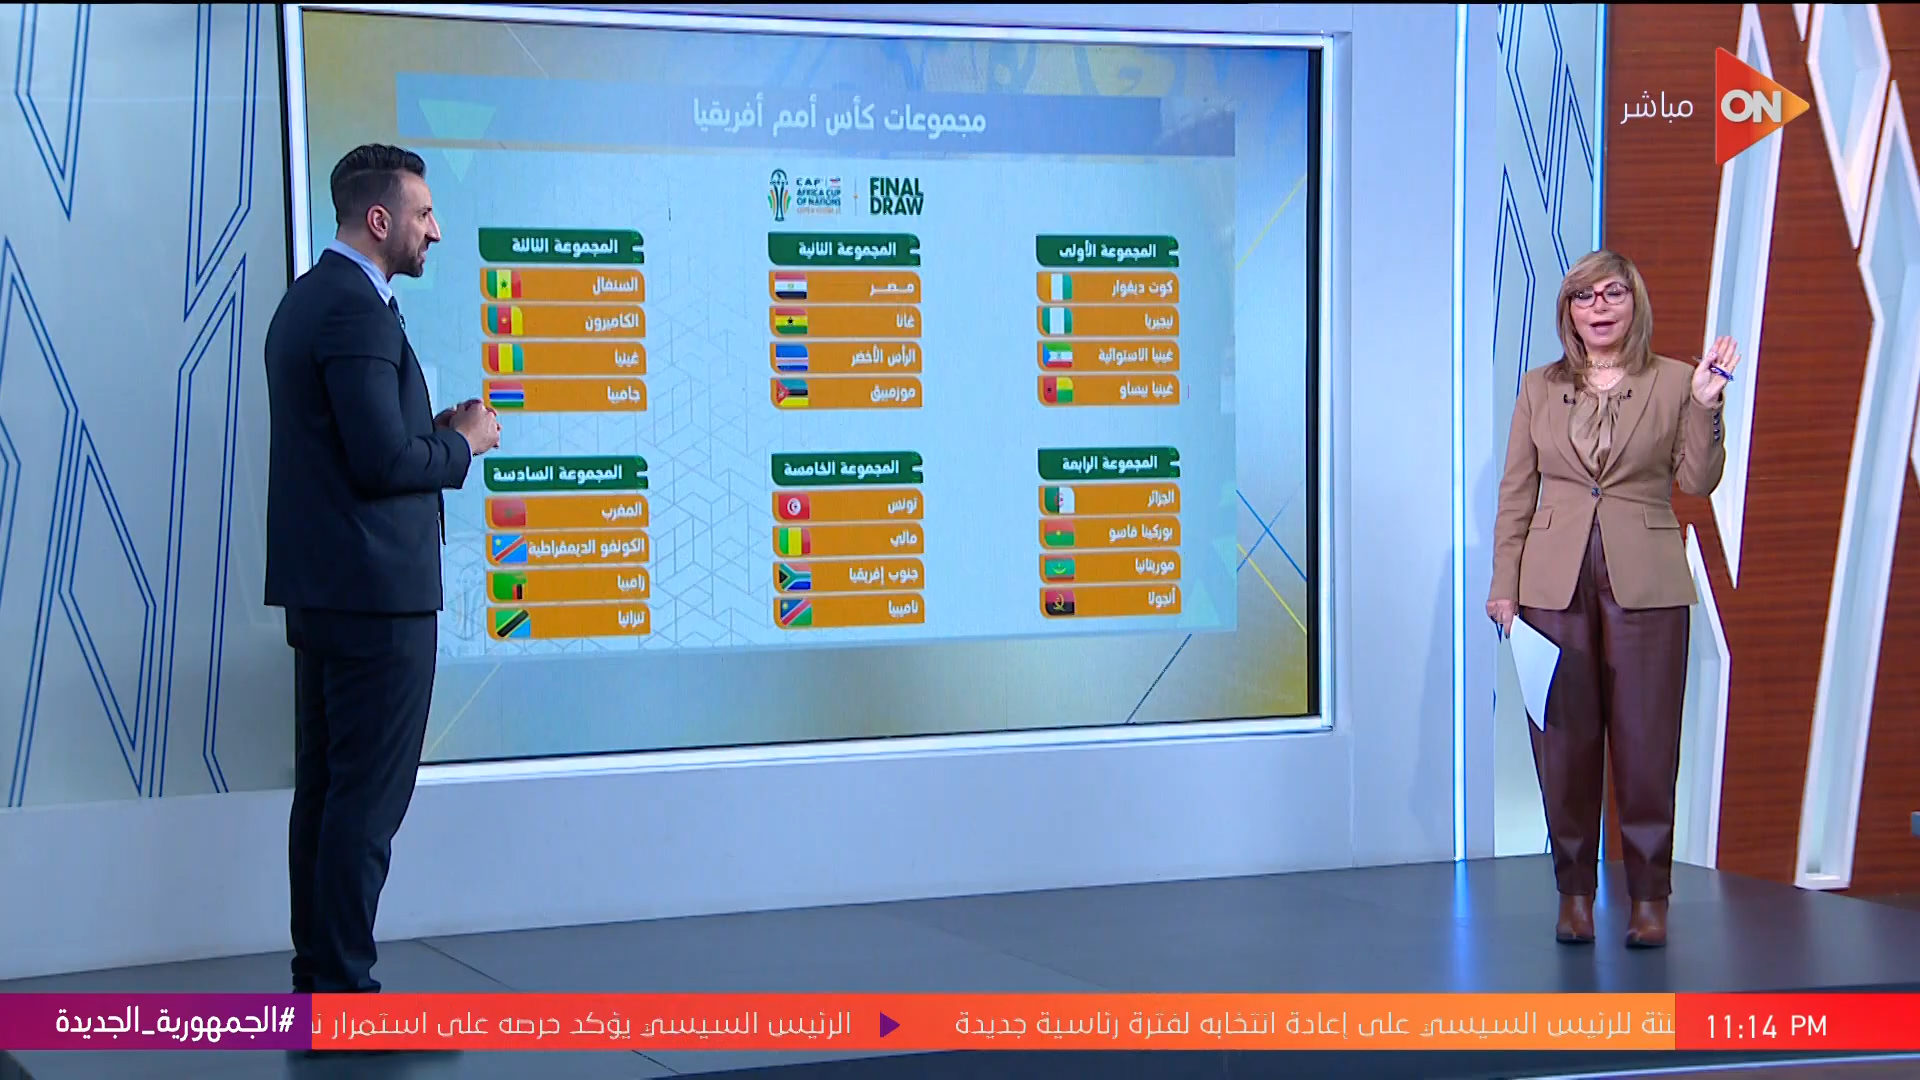 مباشر
ON
مجموعات كأس أمم أفريقيا
CAF
AFRICA CUP
OF NATIONS
FINAL
DRAW
المجموعة الأولى
كوت ديفوار
نيجيريا
غينيا الاستوائية
غينيا بيساو
المجموعة الثانية
مصر
غانا
الرأس الأخضر
موزمبيق
المجموعة الثالثة
السنغال
الكاميرون
غينيا
جامبيا
المجموعة الرابعة
الجزائر
بوركينا فاسو
موريتانيا
أنجولا
المجموعة الخامسة
تونس
مالي
جنوب إفريقيا
ناميبيا
المجموعة السادسة
المغرب
الكونغو الديمقراطية
زامبيا
تنزانيا
11:14 PM
للرئيس السيسي على إعادة انتخابه لفترة رئاسية جديدة
الرئيس السيسي يؤكد حرصه على استمرار
#الجمهورية_الجديدة